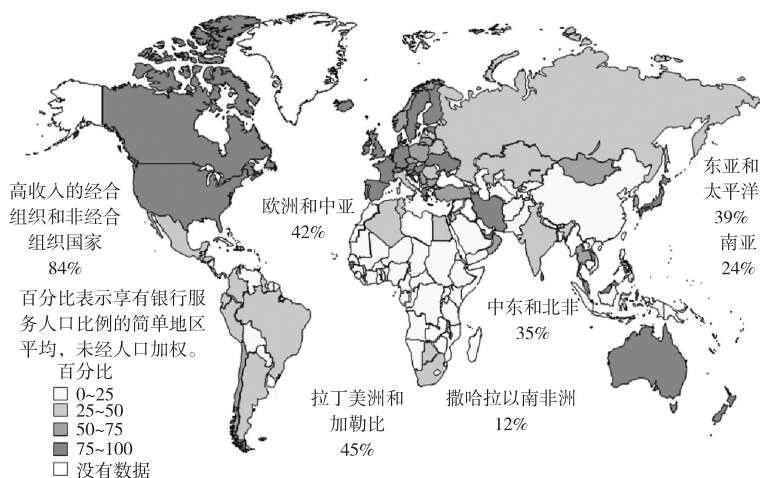 高收入的经合
组织和非经合
组织国家
84%
欧洲和中亚
42%
东亚和
太平洋
39%
南亚
24%
百分比表示享有银行服
务人口比例的简单地区
平均，未经人口加权。
中东和北非
35%
百分比
0~25
25~50
50~75
75~100
没有数据
拉丁美洲和
加勒比
45%
撒哈拉以南非洲
12%